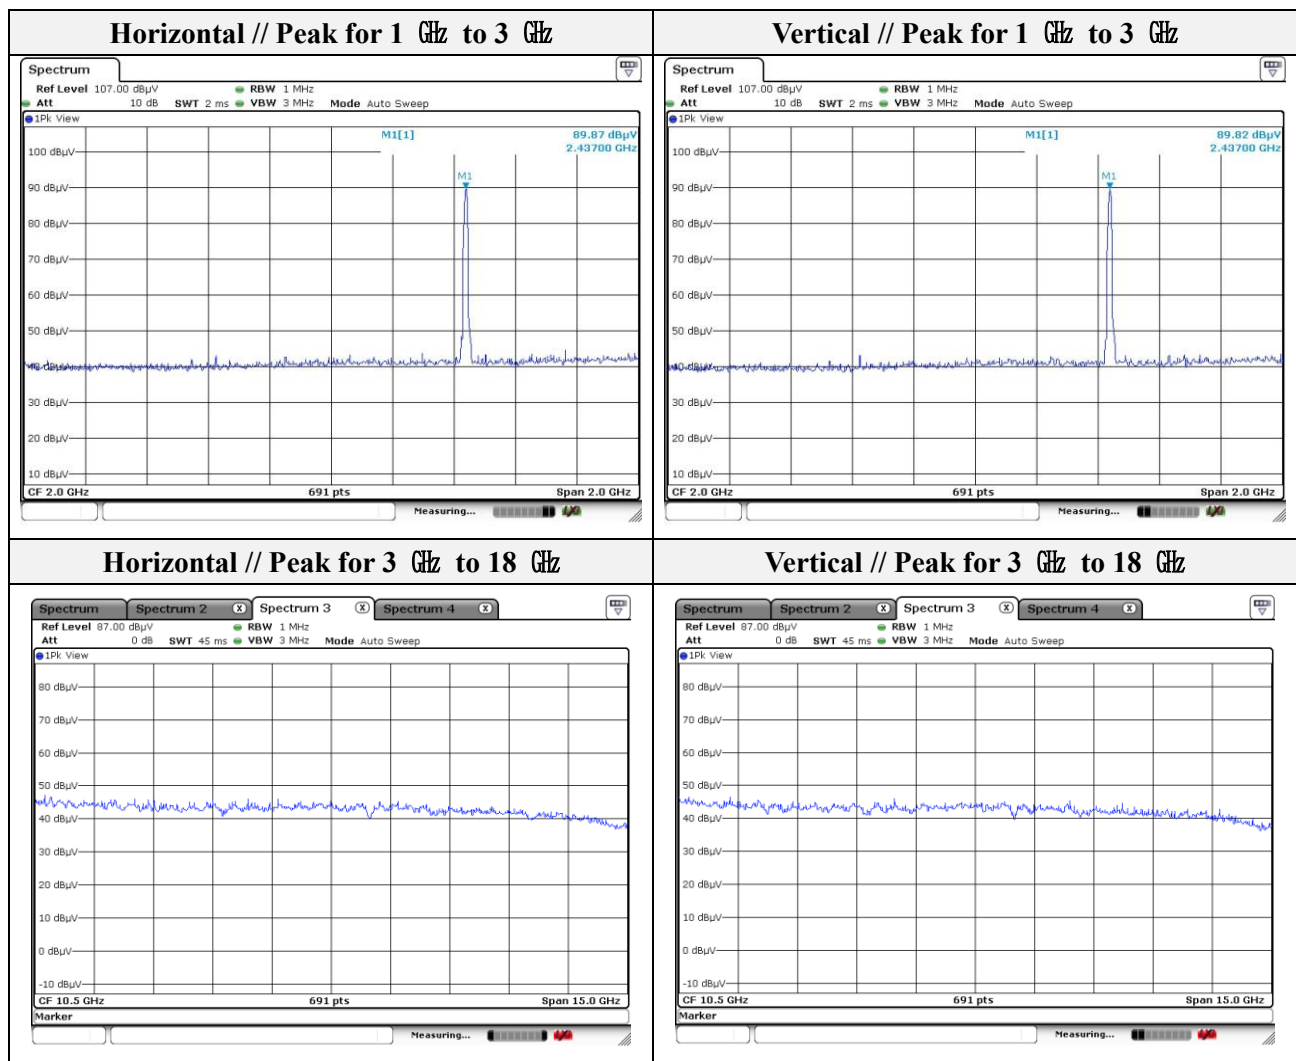 Horizontal // Peak for 1 ㎓ to 3 ㎓
Spectrum
Ref Level 107.00 dBµV RBW 1 MHz
Att 10 dB SWT 2 ms VBW 3 MHz Mode Auto Sweep
1Pk View
M1[1] 89.87 dBµV
2.43700 GHz
100 dBµV
M1
90 dBµV
80 dBµV
70 dBµV
60 dBµV
50 dBµV
40 dBµV
30 dBµV
20 dBµV
10 dBµV
CF 2.0 GHz 691 pts Span 2.0 GHz
Measuring...
Vertical // Peak for 1 ㎓ to 3 ㎓
Spectrum
Ref Level 107.00 dBµV RBW 1 MHz
Att 10 dB SWT 2 ms VBW 3 MHz Mode Auto Sweep
1Pk View
M1[1] 89.82 dBµV
2.43700 GHz
100 dBµV
M1
90 dBµV
80 dBµV
70 dBµV
60 dBµV
50 dBµV
40 dBµV
30 dBµV
20 dBµV
10 dBµV
CF 2.0 GHz 691 pts Span 2.0 GHz
Measuring...
Horizontal // Peak for 3 ㎓ to 18 ㎓
Spectrum Spectrum 2 X Spectrum 3 X Spectrum 4 X
Ref Level 87.00 dBµV RBW 1 MHz
Att 0 dB SWT 45 ms VBW 3 MHz Mode Auto Sweep
1Pk View
80 dBµV
70 dBµV
60 dBµV
50 dBµV
40 dBµV
30 dBµV
20 dBµV
10 dBµV
0 dBµV
-10 dBµV
CF 10.5 GHz 691 pts Span 15.0 GHz
Marker
Measuring...
Vertical // Peak for 3 ㎓ to 18 ㎓
Spectrum Spectrum 2 X Spectrum 3 X Spectrum 4 X
Ref Level 87.00 dBµV RBW 1 MHz
Att 0 dB SWT 45 ms VBW 3 MHz Mode Auto Sweep
1Pk View
80 dBµV
70 dBµV
60 dBµV
50 dBµV
40 dBµV
30 dBµV
20 dBµV
10 dBµV
0 dBµV
-10 dBµV
CF 10.5 GHz 691 pts Span 15.0 GHz
Marker
Measuring...